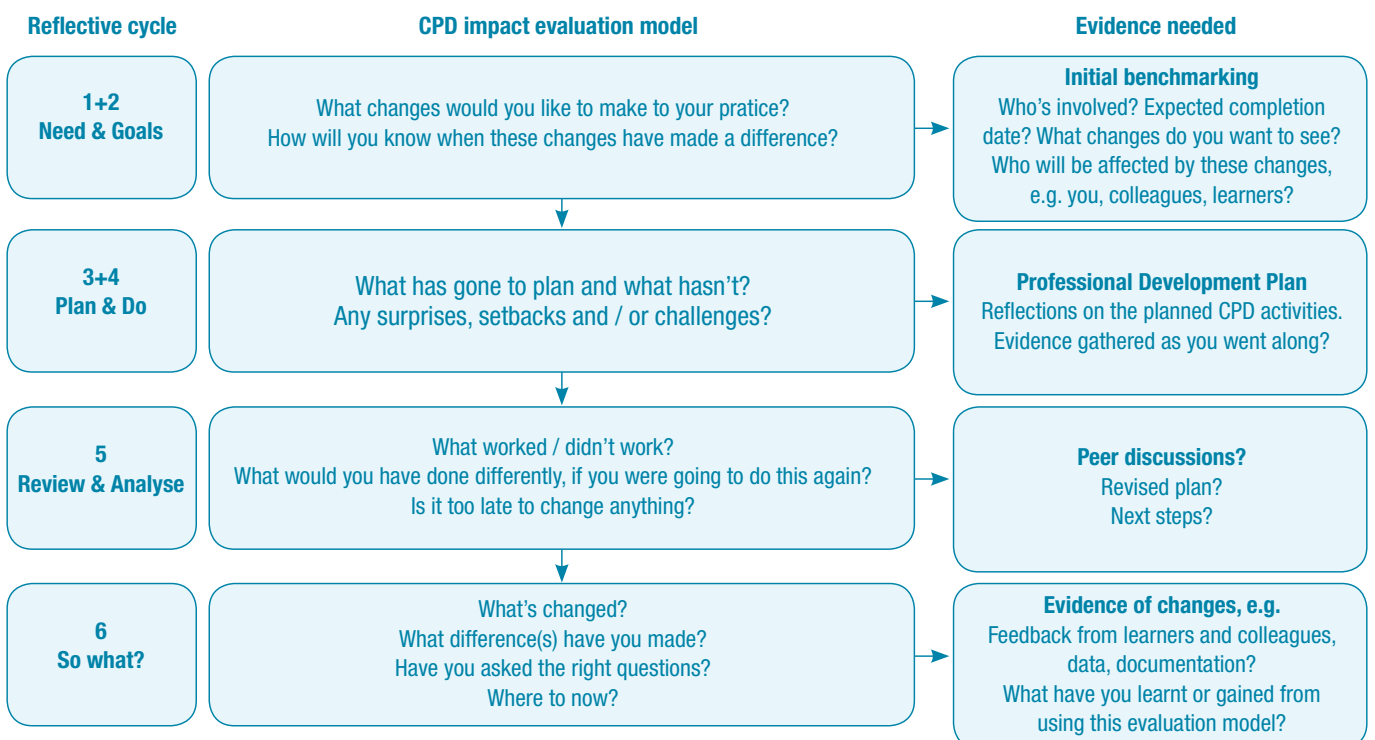 Reflective cycle
CPD impact evaluation model
Evidence needed
1+2
Need & Goals
What changes would you like to make to your pratice?
How will you know when these changes have made a difference?
Initial benchmarking
Who's involved? Expected completion
date? What changes do you want to see?
Who will be affected by these changes,
e.g. you, colleagues, learners?
3+4
Plan & Do
What has gone to plan and what hasn't?
Any surprises, setbacks and / or challenges?
Professional Development Plan
Reflections on the planned CPD activities.
Evidence gathered as you went along?
5
Review & Analyse
What worked / didn't work?
What would you have done differently, if you were going to do this again?
Is it too late to change anything?
Peer discussions?
Revised plan?
Next steps?
6
So what?
What's changed?
What difference(s) have you made?
Have you asked the right questions?
Where to now?
Evidence of changes, e.g.
Feedback from learners and colleagues,
data, documentation?
What have you learnt or gained from
using this evaluation model?